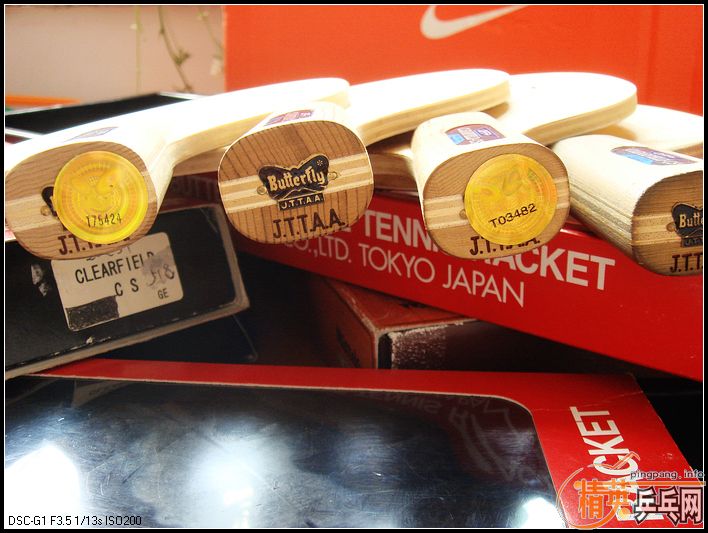 175424
J.T.T.A.A.
Butterfly
J.T.T.A.A
J.T.T.A.A.
T03482
J.T.T.A.A.
Butterfly
J.T.T.
CLEARFIELD
C S
GE
TENNIS RACKET
CO.,LTD. TOKYO JAPAN
RACKET
pingpang.info
精英乒乓网
DSC-G1 F3.5 1/13s ISO200